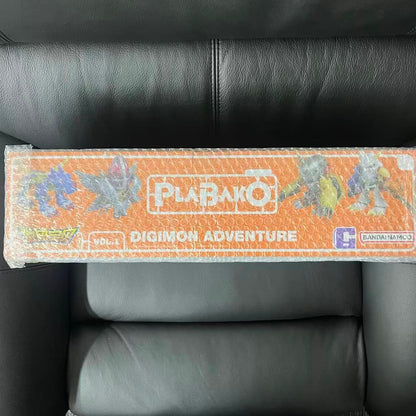 PLABAKO
VOL.1 DIGIMON ADVENTURE
BANDAI NAMCO